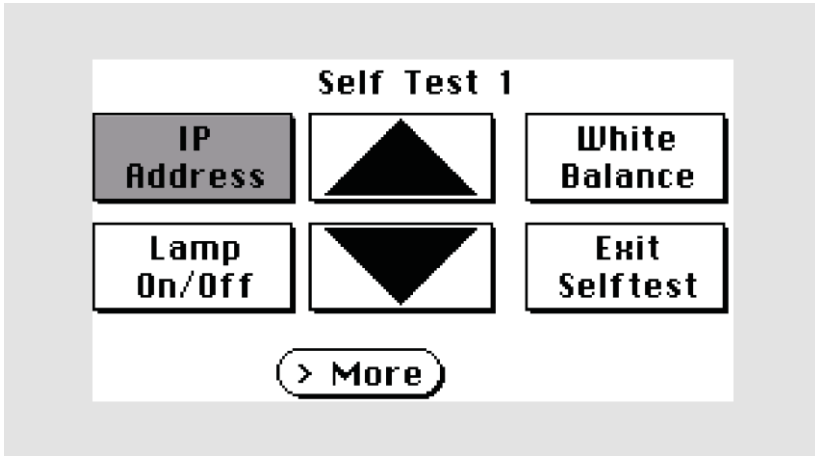 Self Test 1
IP
Address
White
Balance
Lamp
On/Off
Exit
Selftest
> More